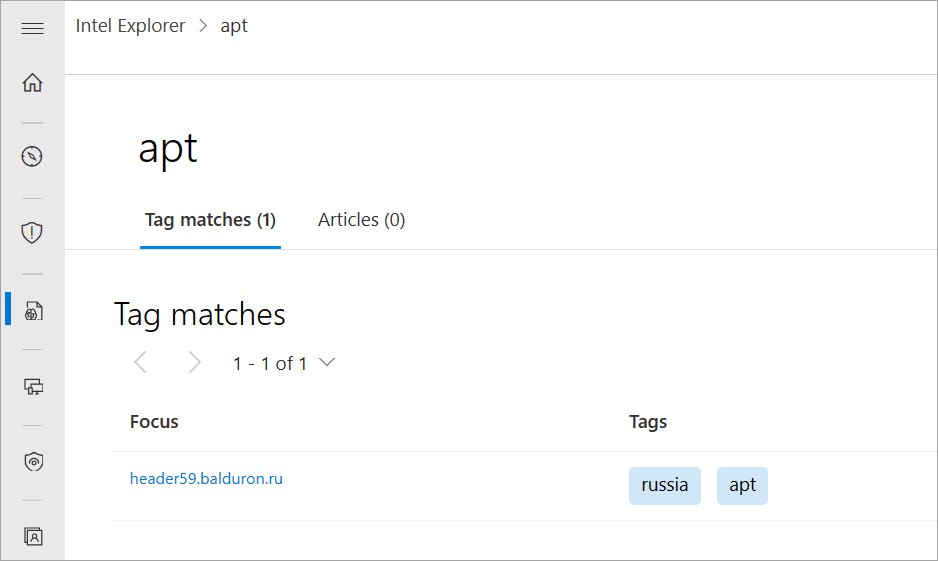 Intel Explorer > apt
apt
Tag matches (1) Articles (0)
Tag matches
1 - 1 of 1
Focus Tags
header59.balduron.ru russia apt